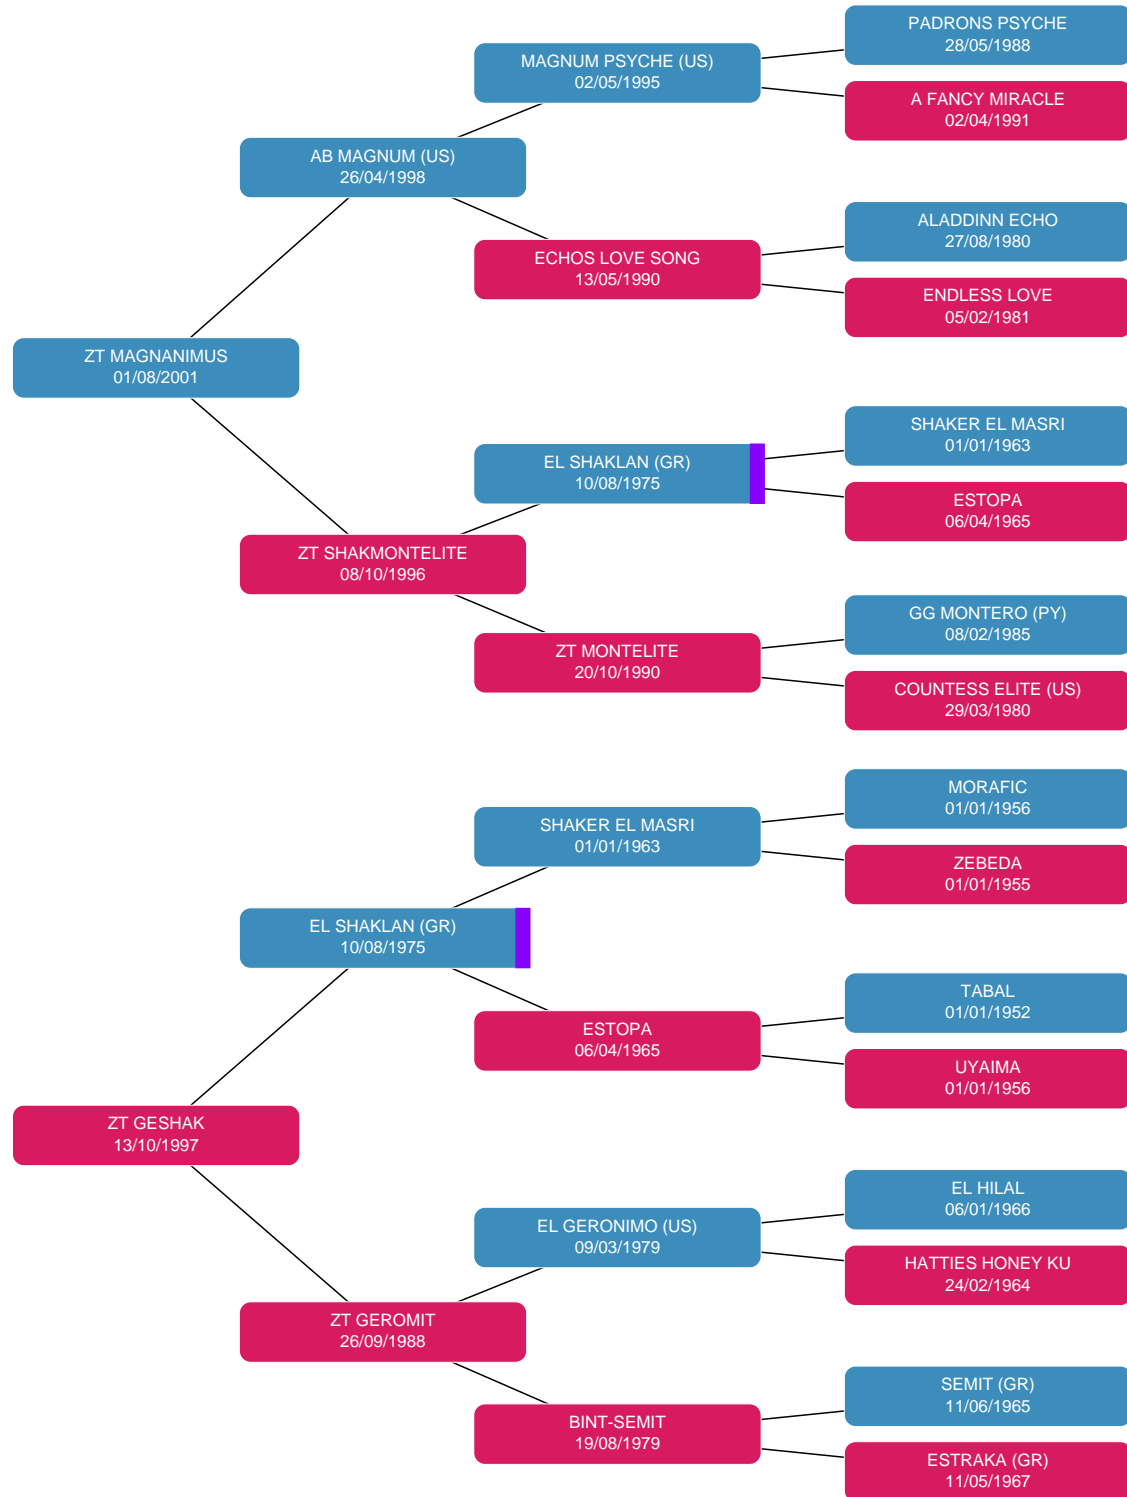 PADRONS PSYCHE
28/05/1988
MAGNUM PSYCHE (US)
02/05/1995
A FANCY MIRACLE
02/04/1991
AB MAGNUM (US)
26/04/1998
ALADDINN ECHO
27/08/1980
ECHOS LOVE SONG
13/05/1990
ENDLESS LOVE
05/02/1981
ZT MAGNANIMUS
01/08/2001
SHAKER EL MASRI
01/01/1963
EL SHAKLAN (GR)
10/08/1975
ESTOPA
06/04/1965
ZT SHAKMONTELITE
08/10/1996
GG MONTERO (PY)
08/02/1985
ZT MONTELITE
20/10/1990
COUNTESS ELITE (US)
29/03/1980
MORAFIC
01/01/1956
SHAKER EL MASRI
01/01/1963
ZEBEDA
01/01/1955
EL SHAKLAN (GR)
10/08/1975
TABAL
01/01/1952
ESTOPA
06/04/1965
UYAIMA
01/01/1956
ZT GESHAK
13/10/1997
EL HILAL
06/01/1966
EL GERONIMO (US)
09/03/1979
HATTIES HONEY KU
24/02/1964
ZT GEROMIT
26/09/1988
SEMIT (GR)
11/06/1965
BINT-SEMIT
19/08/1979
ESTRAKA (GR)
11/05/1967